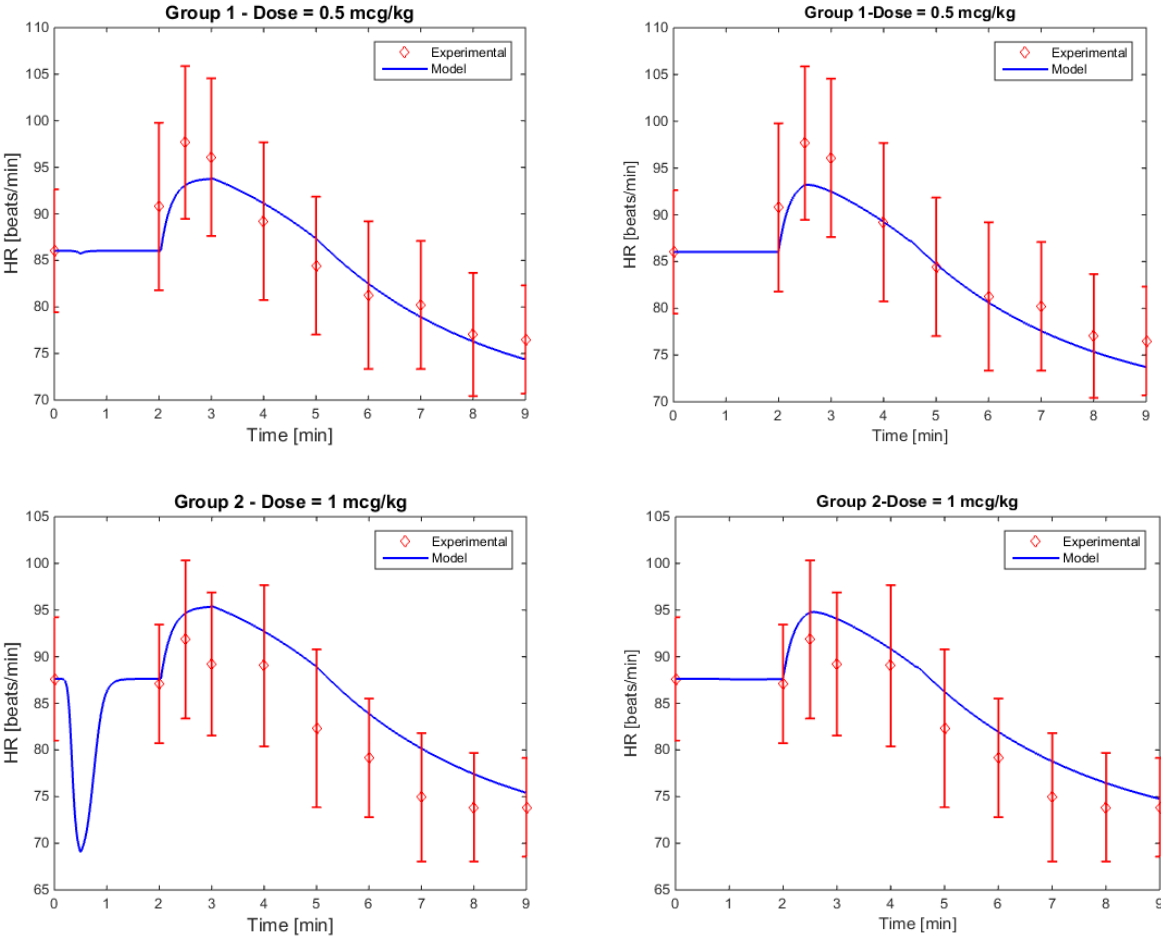 Group 1 - Dose = 0.5 mcg/kg
110
105
100
95
90
85
80
75
70
HR [beats/min]
Experimental
Model
0 1 2 3 4 5 6 7 8 9
Time [min]
Group 1-Dose = 0.5 mcg/kg
110
105
100
95
90
85
80
75
70
HR [beats/min]
Experimental
Model
0 1 2 3 4 5 6 7 8 9
Time [min]
Group 2 - Dose = 1 mcg/kg
105
100
95
90
85
80
75
70
65
HR [beats/min]
Experimental
Model
0 1 2 3 4 5 6 7 8 9
Time [min]
Group 2-Dose = 1 mcg/kg
105
100
95
90
85
80
75
70
65
HR [beats/min]
Experimental
Model
0 1 2 3 4 5 6 7 8 9
Time [min]